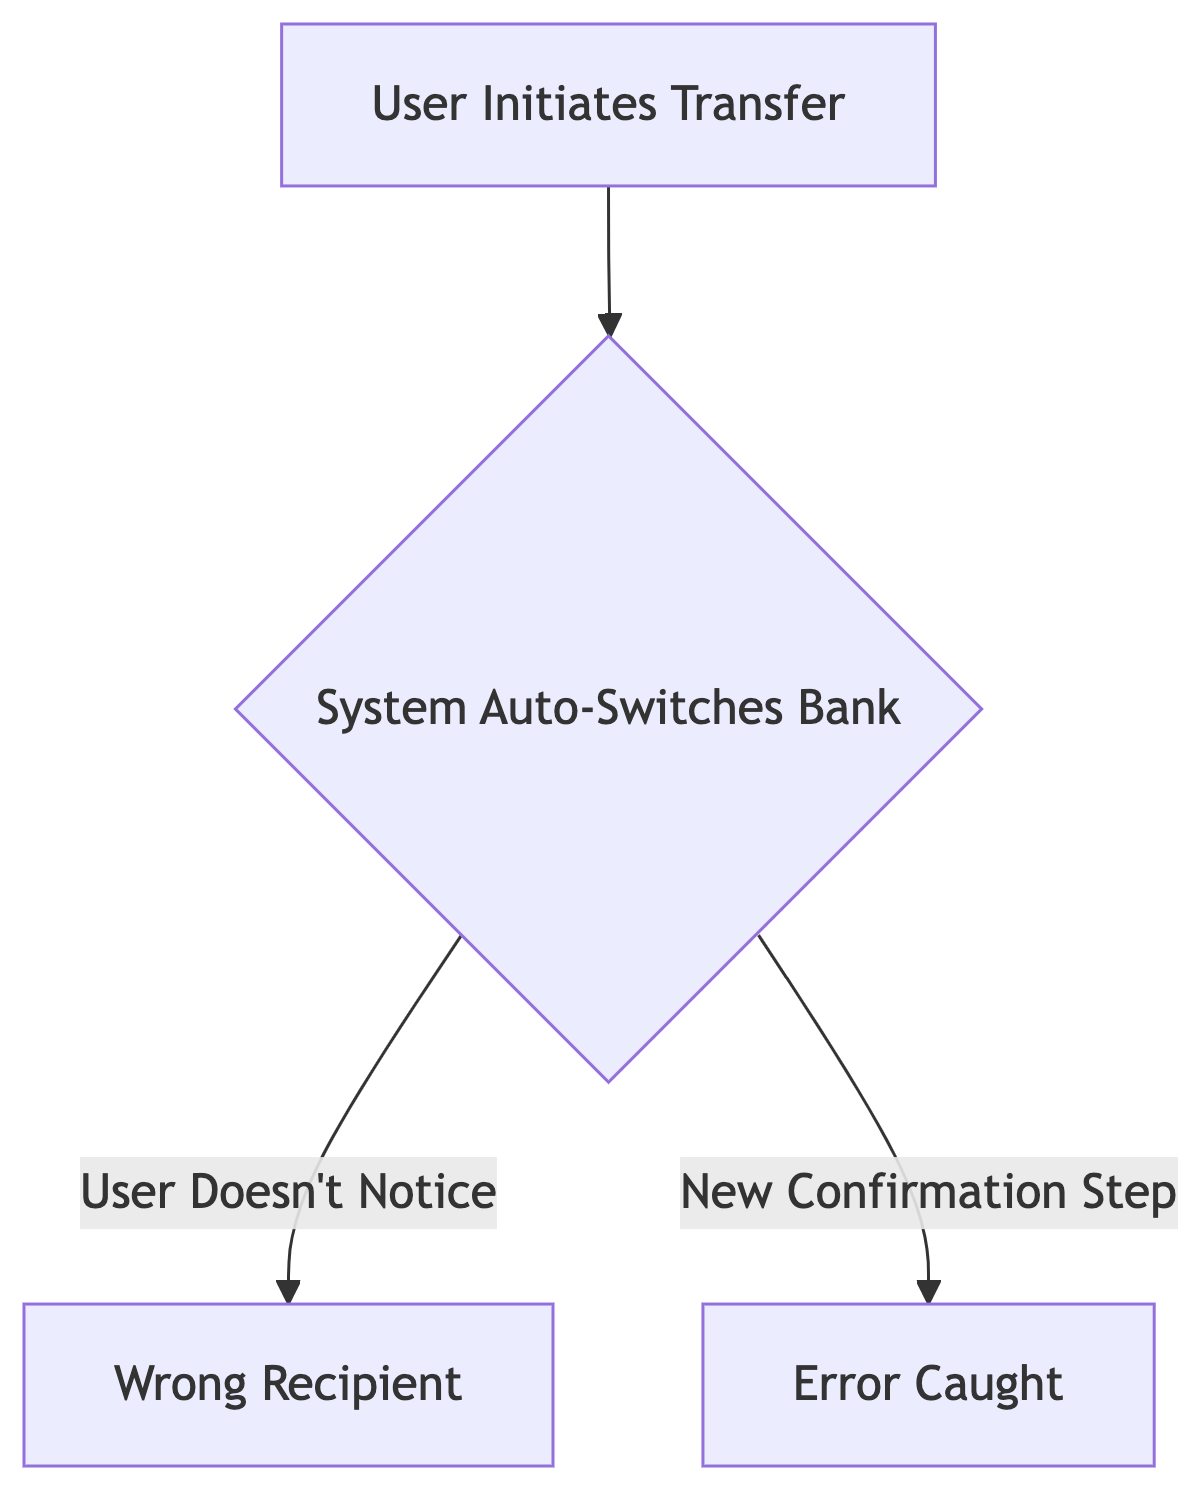 User Initiates Transfer
System Auto-Switches Bank
User Doesn't Notice
New Confirmation Step
Wrong Recipient
Error Caught